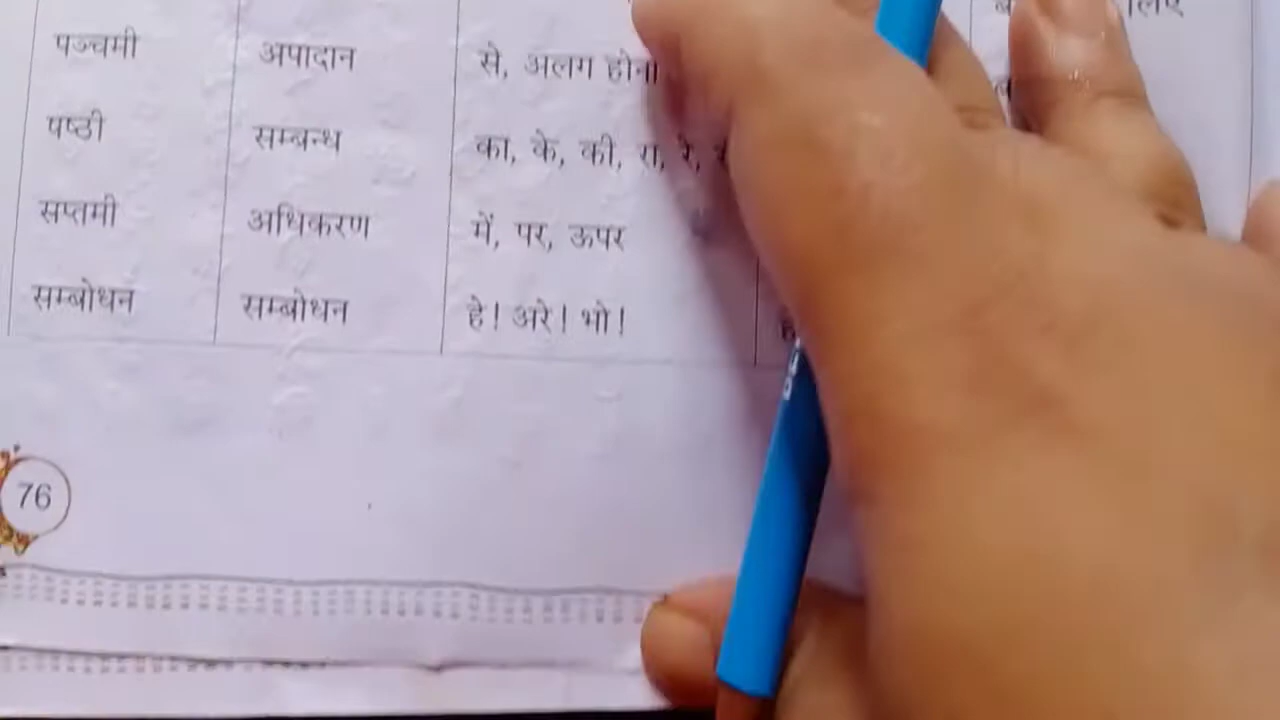 पञ्चमी अपादान से, अलग होना
षष्ठी सम्बन्ध का, के, की, रा, रे,
सप्तमी अधिकरण में, पर, ऊपर
सम्बोधन सम्बोधन हे! अरे! भो!
76